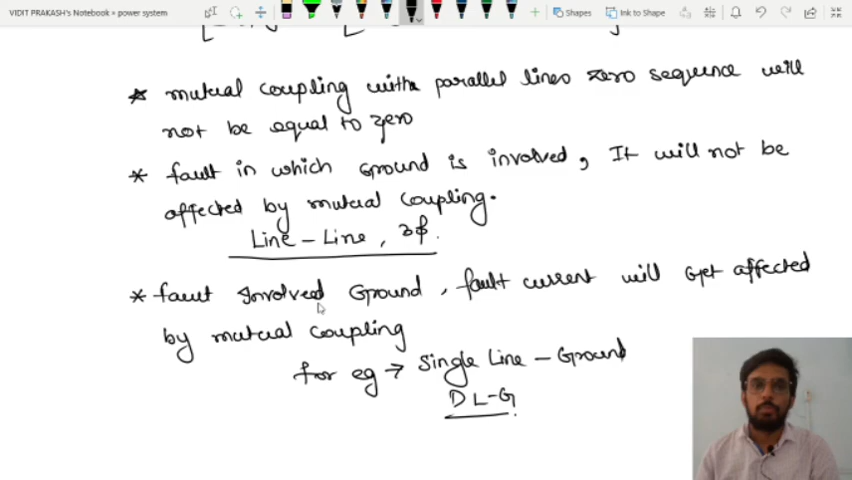 VIDIT PRAKASH's Notebook » power system
Shapes
Ink to Shape
* mutual coupling with parallel lines zero sequence will
not be equal to zero
* fault in which Ground is involved, It will not be
affected by mutual coupling.
Line - Line, 3ϕ.
* fault Involved Ground, fault current will Get affected
by mutual coupling
for eg → Single Line - Ground
DL-G.